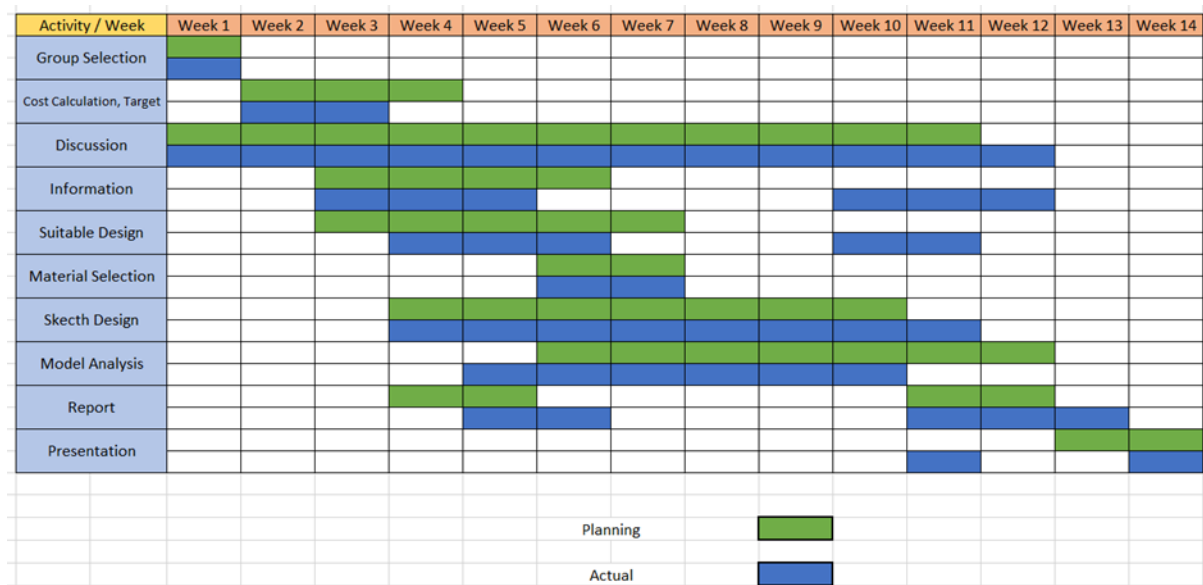 Activity / Week Week 1 Week 2 Week 3 Week 4 Week 5 Week 6 Week 7 Week 8 Week 9 Week 10 Week 11 Week 12 Week 13 Week 14
Group Selection
Cost Calculation, Target
Discussion
Information
Suitable Design
Material Selection
Skecth Design
Model Analysis
Report
Presentation
Planning
Actual